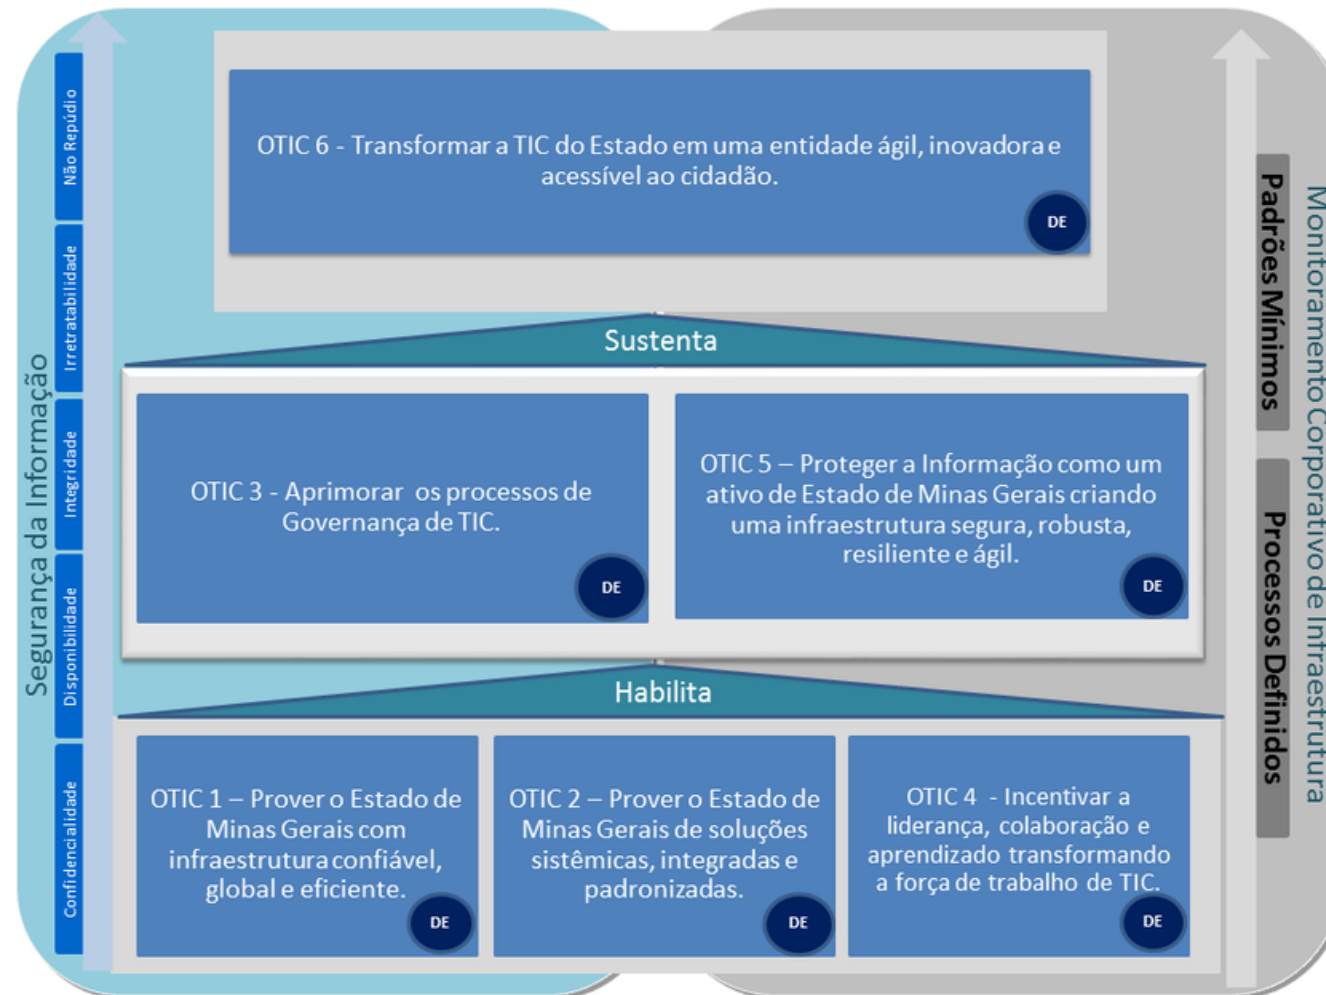 Segurança da Informação
Não Repúdio
Irretratabilidade
Integridade
Disponibilidade
Confidencialidade
OTIC 6 - Transformar a TIC do Estado em uma entidade ágil, inovadora e
acessível ao cidadão.
DE
Sustenta
OTIC 3 - Aprimorar os processos de
Governança de TIC.
DE
OTIC 5 – Proteger a Informação como um
ativo de Estado de Minas Gerais criando
uma infraestrutura segura, robusta,
resiliente e ágil.
DE
Habilita
OTIC 1 – Prover o Estado de
Minas Gerais com
infraestrutura confiável,
global e eficiente.
DE
OTIC 2 – Prover o Estado de
Minas Gerais de soluções
sistêmicas, integradas e
padronizadas.
DE
OTIC 4 - Incentivar a
liderança, colaboração e
aprendizado transformando
a força de trabalho de TIC.
DE
Padrões Mínimos
Processos Definidos
Monitoramento Corporativo de Infraestrutura